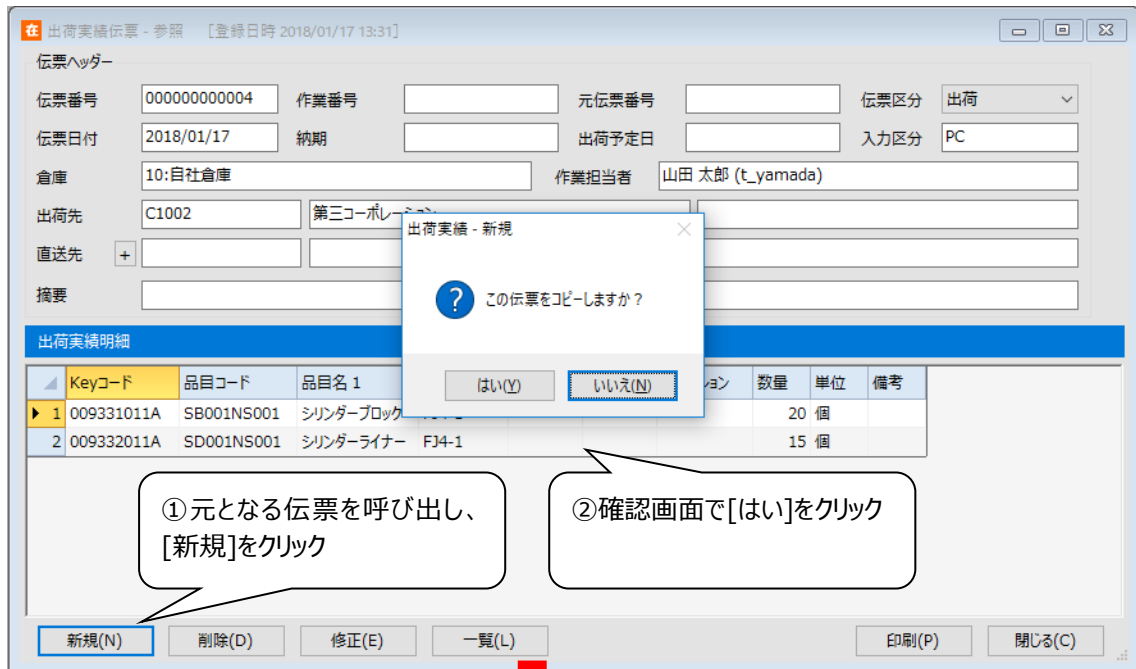 在 出荷実績伝票 - 参照 [登録日時 2018/01/17 13:31]
伝票ヘッダー
伝票番号 000000000004 作業番号 元伝票番号 伝票区分 出荷
伝票日付 2018/01/17 納期 出荷予定日 入力区分 PC
倉庫 10:自社倉庫 作業担当者 山田 太郎 (t_yamada)
出荷先 C1002 第三コーポレーション
直送先 +
摘要
出荷実績 - 新規
この伝票をコピーしますか？
はい(Y) いいえ(N)
出荷実績明細
Keyコード 品目コード 品目名 1 ョン 数量 単位 備考
1 009331011A SB001NS001 シリンダーブロック 20 個
2 009332011A SD001NS001 シリンダーライナー FJ4-1 15 個
①元となる伝票を呼び出し、
[新規]をクリック
②確認画面で[はい]をクリック
新規(N) 削除(D) 修正(E) 一覧(L) 印刷(P) 閉じる(C)